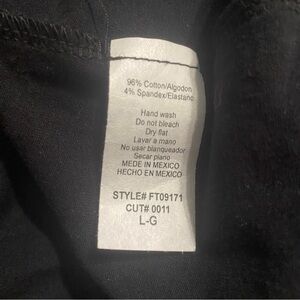 96% Cotton/Algodon
4% Spandex/Elastano
Hand wash
Do not bleach
Dry flat
Lavar a mano
No usar blanqueador
Secar plano
MADE IN MEXICO
HECHO EN MEXICO
STYLE# FT09171
CUT# 0011
L-G